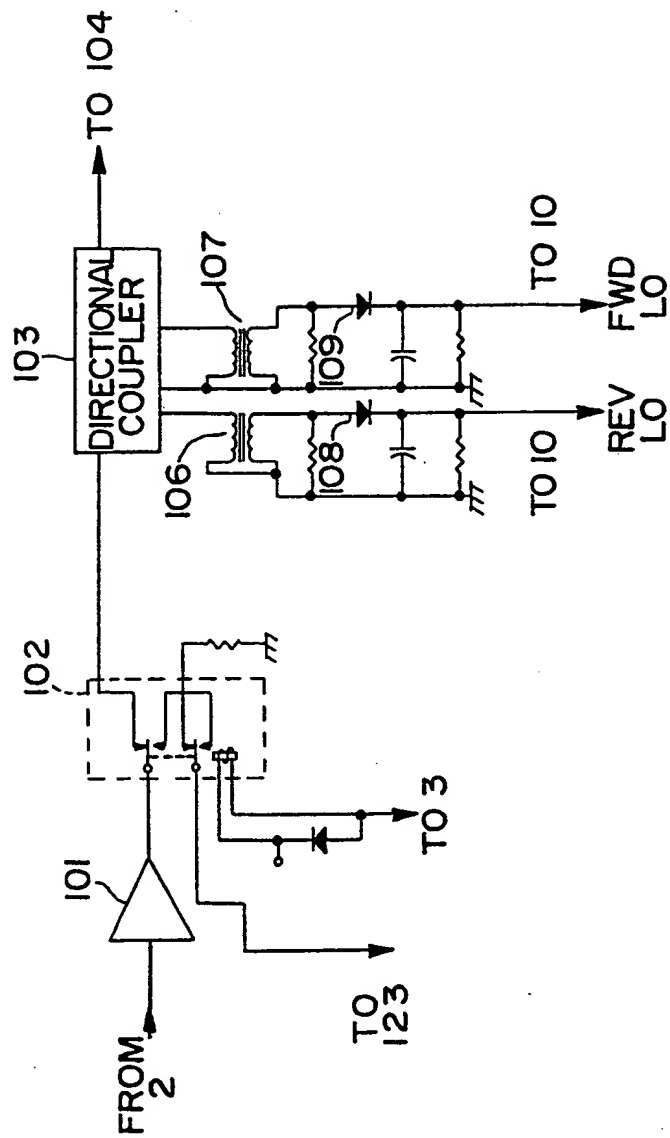 TO 104
103
DIRECTIONAL
COUPLER
107
106
109
108
TO 10
FWD
LO
TO 10
REV
LO
102
101
TO 3
TO
123
FROM
2